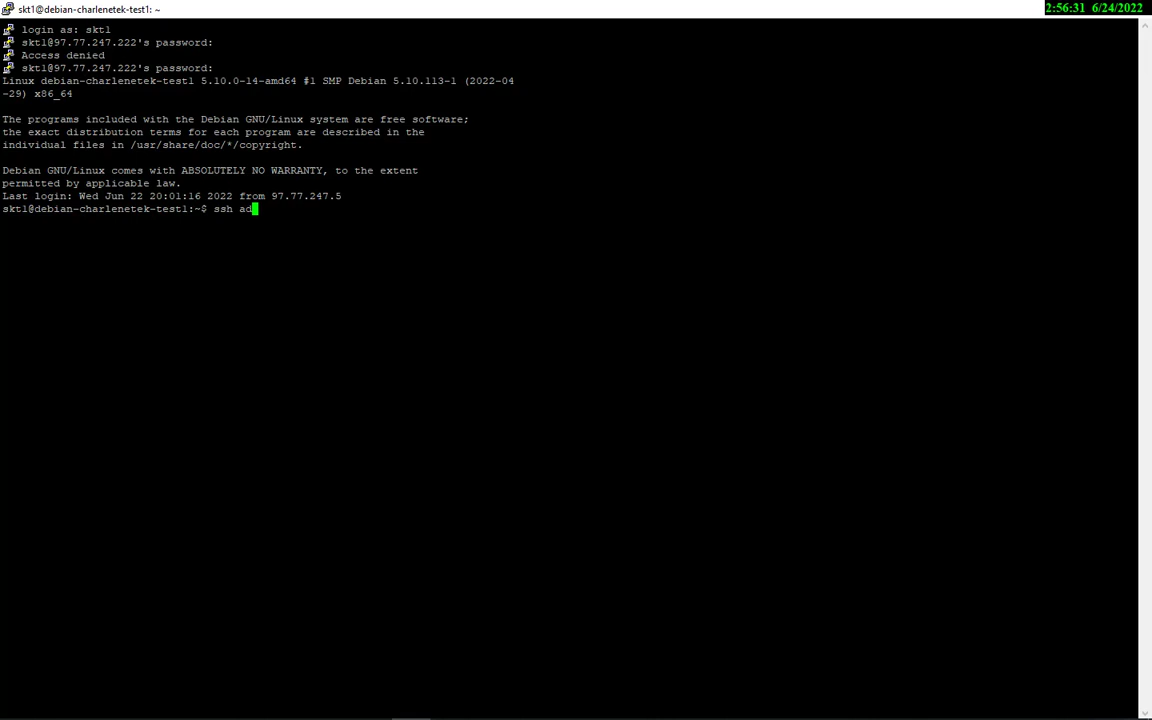 skt1@debian-charlenetek-test1: ~
2:56:31 6/24/2022
login as: skt1
skt1@97.77.247.222's password:
Access denied
skt1@97.77.247.222's password:
Linux debian-charlenetek-test1 5.10.0-14-amd64 #1 SMP Debian 5.10.113-1 (2022-04
-29) x86_64
The programs included with the Debian GNU/Linux system are free software;
the exact distribution terms for each program are described in the
individual files in /usr/share/doc/*/copyright.
Debian GNU/Linux comes with ABSOLUTELY NO WARRANTY, to the extent
permitted by applicable law.
Last login: Wed Jun 22 20:01:16 2022 from 97.77.247.5
skt1@debian-charlenetek-test1:~$ ssh ad